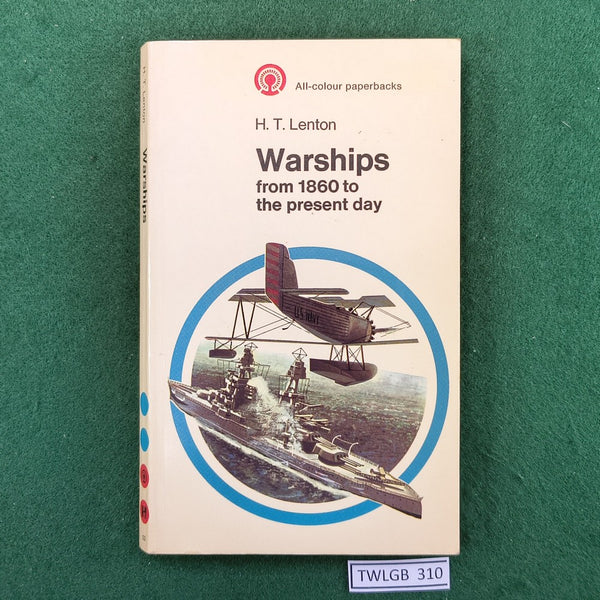 All-colour paperbacks
H. T. Lenton
Warships
from 1860 to
the present day
H. T. Lenton
Warships
H
TWLGB 310